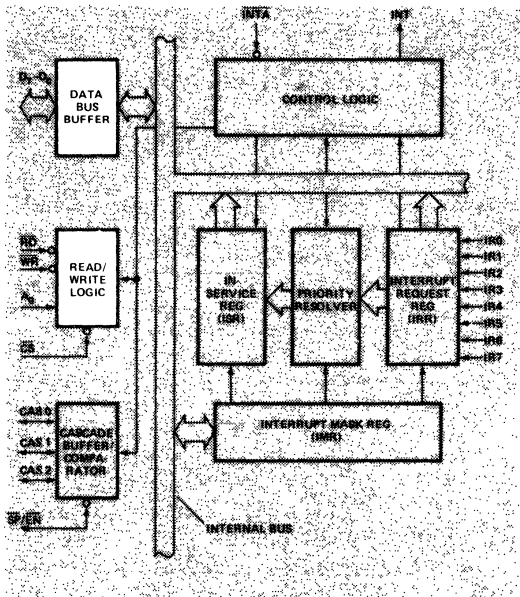 INTA
INT
D7-D0
DATA
BUS
BUFFER
CONTROL LOGIC
RD
WR
A0
CS
READ/
WRITE
LOGIC
IN
SERVICE
REG
(ISR)
PRIORITY
RESOLVER
INTERRUPT
REQUEST
REG
(IRR)
IR0
IR1
IR2
IR3
IR4
IR5
IR6
IR7
CAS 0
CAS 1
CAS 2
CASCADE
BUFFER/
COMPA-
RATOR
SP/EN
INTERRUPT MASK REG
(IMR)
INTERNAL BUS